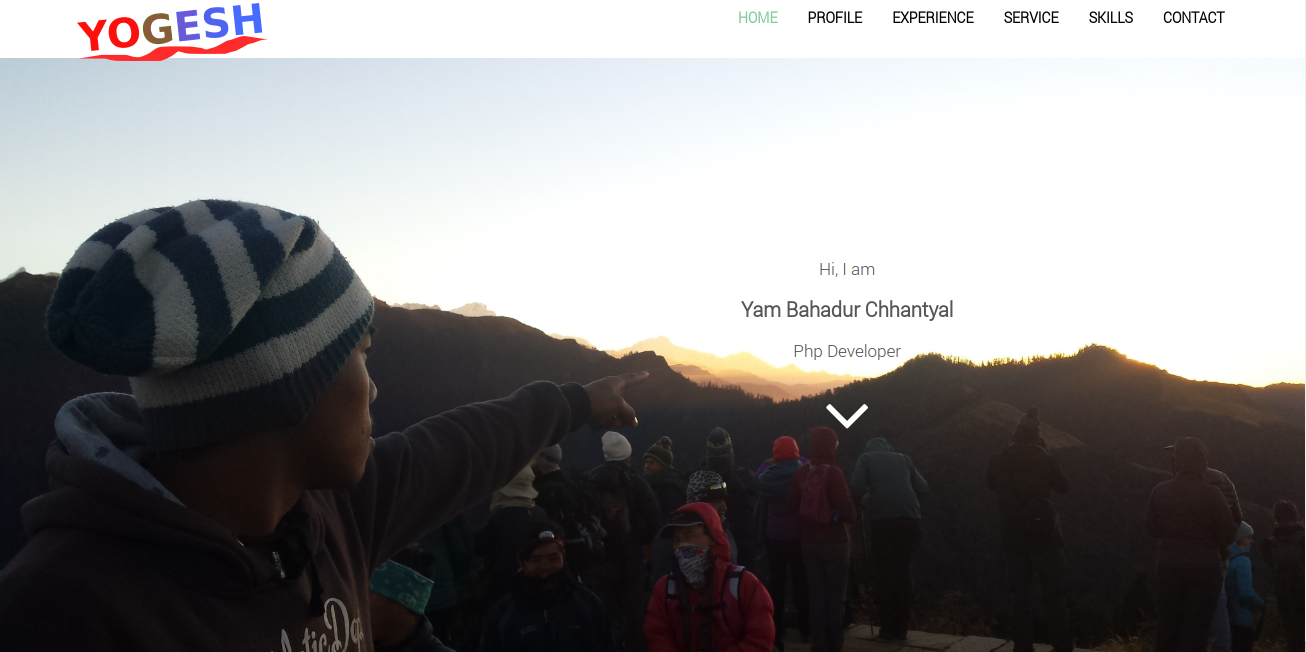 YOGESH
HOME PROFILE EXPERIENCE SERVICE SKILLS CONTACT
Hi, I am
Yam Bahadur Chhantyal
Php Developer